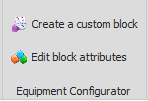 Create a custom block
Edit block attributes
Equipment Configurator